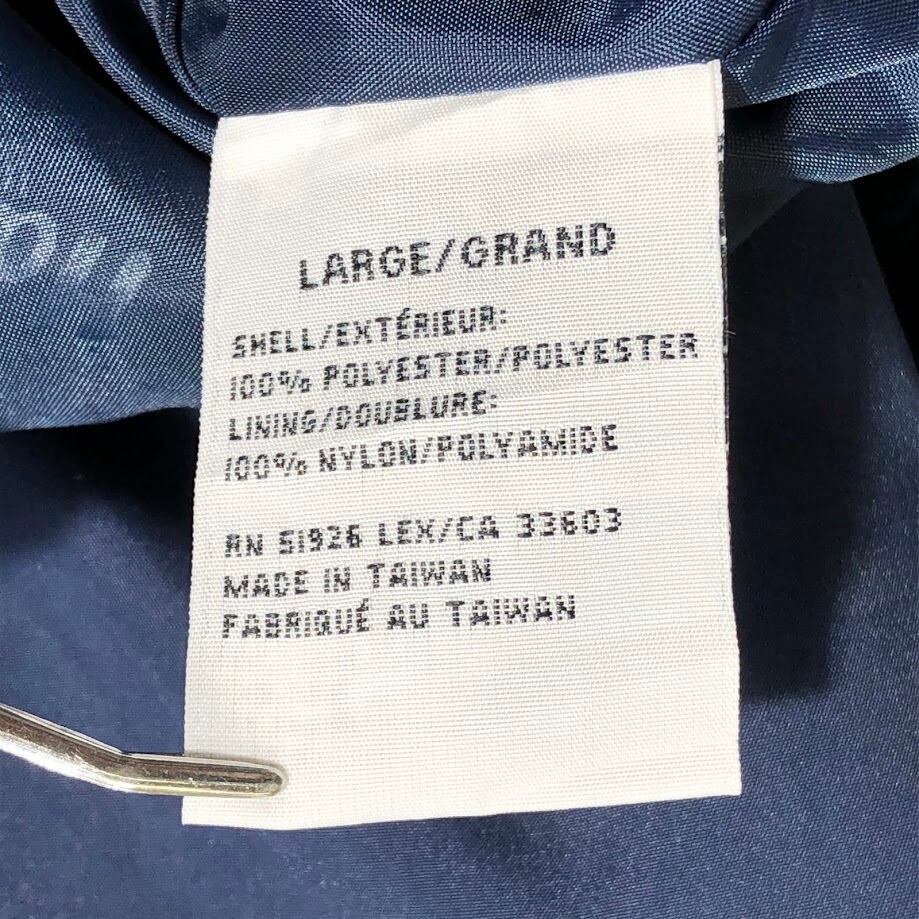 LARGE/GRAND
SHELL/EXTÉRIEUR:
100% POLYESTER/POLYESTER
LINING/DOUBLURE:
100% NYLON/POLYAMIDE
RN 51926 LEX/CA 33603
MADE IN TAIWAN
FABRIQUÉ AU TAIWAN